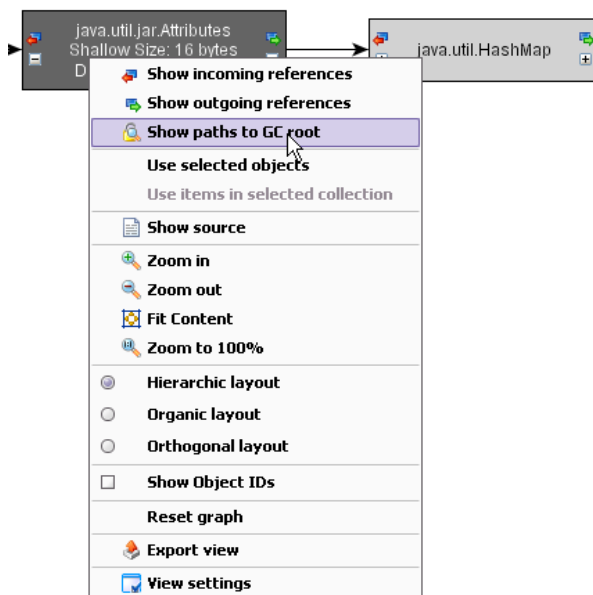 java.util.jar.Attributes
Shallow Size: 16 bytes
D
java.util.HashMap
Show incoming references
Show outgoing references
Show paths to GC root
Use selected objects
Use items in selected collection
Show source
Zoom in
Zoom out
Fit Content
Zoom to 100%
Hierarchic layout
Organic layout
Orthogonal layout
Show Object IDs
Reset graph
Export view
View settings